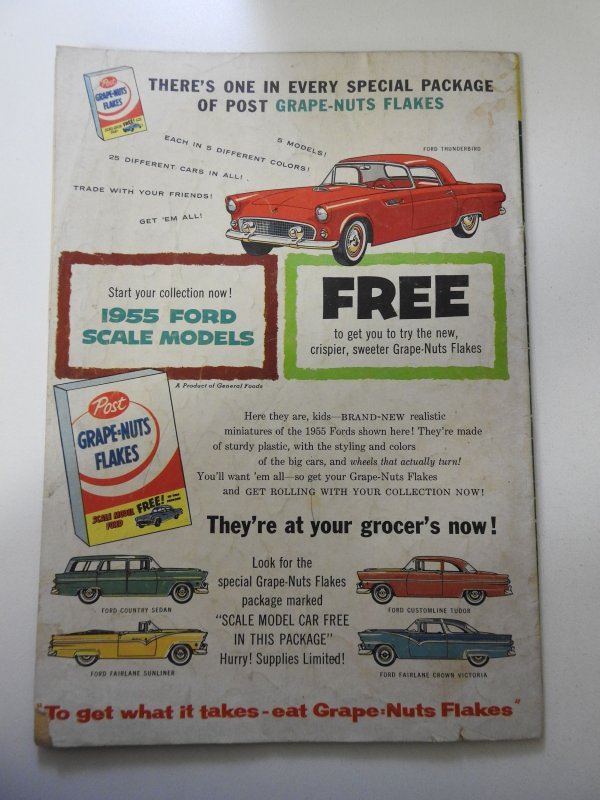 Post
GRAPE-NUTS
FLAKES
THERE'S ONE IN EVERY SPECIAL PACKAGE
OF POST GRAPE-NUTS FLAKES
5 MODELS!
EACH IN 5 DIFFERENT COLORS!
25 DIFFERENT CARS IN ALL!
TRADE WITH YOUR FRIENDS!
GET 'EM ALL!
FORD THUNDERBIRD
Start your collection now!
1955 FORD
SCALE MODELS
FREE
to get you to try the new,
crispier, sweeter Grape-Nuts Flakes
A Product of General Foods
Post
GRAPE-NUTS
FLAKES
SCALE MODEL FREE!
FORD
Here they are, kids—BRAND-NEW realistic
miniatures of the 1955 Fords shown here! They're made
of sturdy plastic, with the styling and colors
of the big cars, and wheels that actually turn!
You'll want 'em all—so get your Grape-Nuts Flakes
and GET ROLLING WITH YOUR COLLECTION NOW!
They're at your grocer's now!
FORD COUNTRY SEDAN
FORD FAIRLANE SUNLINER
Look for the
special Grape-Nuts Flakes
package marked
"SCALE MODEL CAR FREE
IN THIS PACKAGE"
Hurry! Supplies Limited!
FORD CUSTOMLINE TUDOR
FORD FAIRLANE CROWN VICTORIA
"To get what it takes-eat Grape=Nuts Flakes"